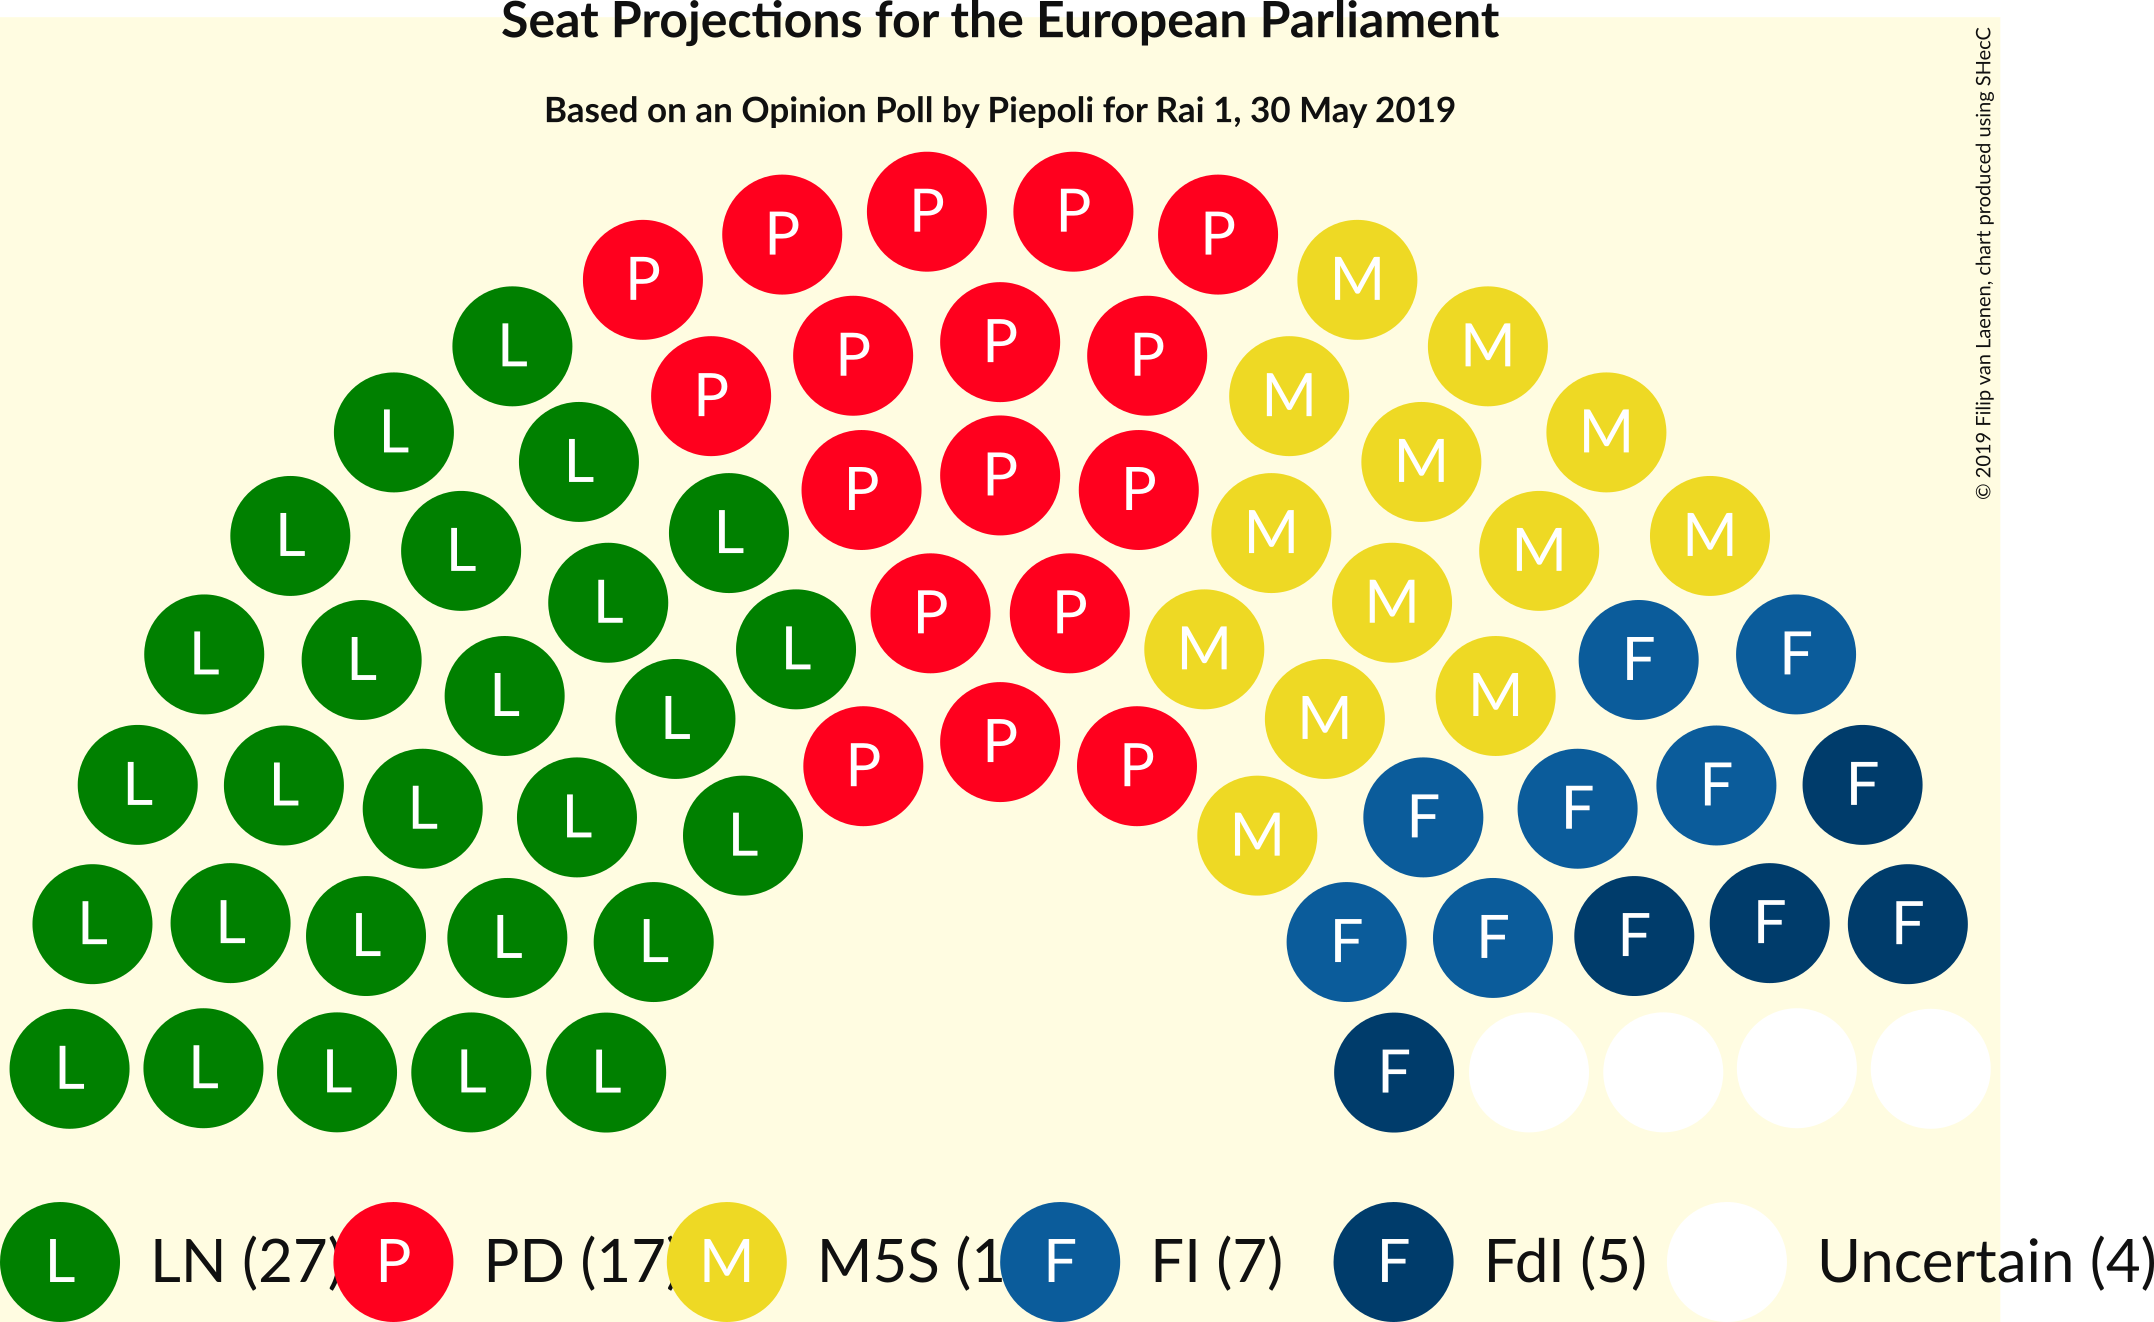 Seat Projections for the European Parliament
Based on an Opinion Poll by Piepoli for Rai 1, 30 May 2019
© 2019 Filip van Laenen, chart produced using SHecC
P P P P P
M M M M
L L L L L L L
P P P P
M M M
L L L L L L
P P P
M M M
L L L L L
P P
M M
L L L L L
P P P
M
L L L L
F F
F F F F
F F
F
F F F
F
L LN (27)
P PD (17)
M M5S (1
F FI (7)
F FdI (5)
Uncertain (4)